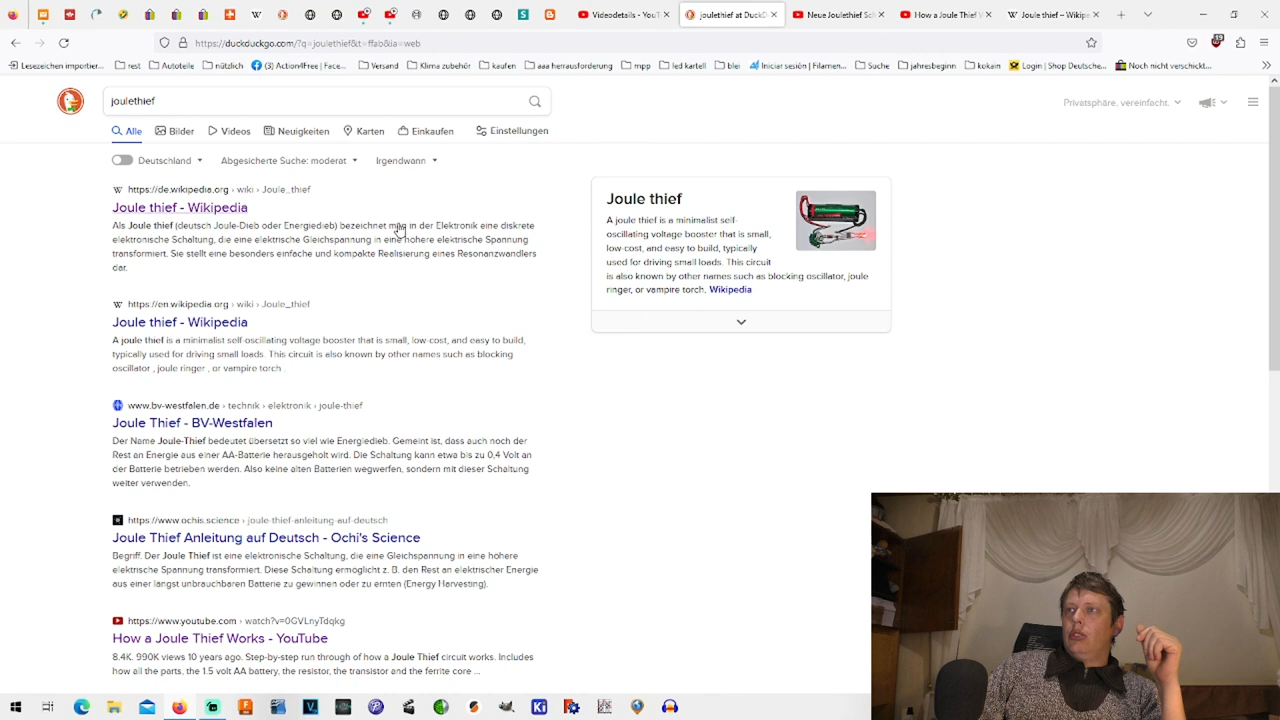 Videodetails - YouT
joulethief at DuckD
Neue Joulethief Sc
How a Joule Thief W
Joule thief – Wikipe
https://duckduckgo.com/?q=joulethief&t=ffab&ia=web
Lesezeichen importier...
rest
Autoteile
nützlich
(3) Action4Free | Face...
Versand
Klima zubehör
kaufen
aaa herrausforderung
mpp
led kartell
blei
Iniciar sesión | Filamen...
Suche
jahresbeginn
kokain
Login | Shop Deutsche...
Noch nicht verschickt...
joulethief
Privatsphäre, vereinfacht.
Alle
Bilder
Videos
Neuigkeiten
Karten
Einkaufen
Einstellungen
Deutschland
Abgesicherte Suche: moderat
Irgendwann
https://de.wikipedia.org › wiki › Joule_thief
Joule thief - Wikipedia
Als Joule thief (deutsch Joule-Dieb oder Energiedieb) bezeichnet man in der Elektronik eine diskrete
elektronische Schaltung, die eine elektrische Gleichspannung in eine höhere elektrische Spannung
transformiert. Sie stellt eine besonders einfache und kompakte Realisierung eines Resonanzwandlers
dar.
https://en.wikipedia.org › wiki › Joule_thief
Joule thief - Wikipedia
A joule thief is a minimalist self-oscillating voltage booster that is small, low-cost, and easy to build,
typically used for driving small loads. This circuit is also known by other names such as blocking
oscillator , joule ringer , or vampire torch .
www.bv-westfalen.de › technik › elektronik › joule-thief
Joule Thief - BV-Westfalen
Der Name Joule-Thief bedeutet übersetzt so viel wie Energiedieb. Gemeint ist, dass auch noch der
Rest an Energie aus einer AA-Batterie herausgeholt wird. Die Schaltung kann etwa bis zu 0,4 Volt an
der Batterie betrieben werden. Also keine alten Batterien wegwerfen, sondern mit dieser Schaltung
weiter verwenden.
https://www.ochis.science › joule-thief-anleitung-auf-deutsch
Joule Thief Anleitung auf Deutsch - Ochi's Science
Begriff. Der Joule Thief ist eine elektronische Schaltung, die eine Gleichspannung in eine höhere
elektrische Spannung transformiert. Diese Schaltung ermöglicht z. B. den Rest an elektrischer Energie
aus einer längst unbrauchbaren Batterie zu gewinnen oder zu ernten (Energy Harvesting).
https://www.youtube.com › watch?v=0GVLnyTdqkg
How a Joule Thief Works - YouTube
8.4K. 990K views 10 years ago. Step-by-step run through of how a Joule Thief circuit works. Includes
how all the parts, the 1.5 volt AA battery, the resistor, the transistor and the ferrite core ...
Joule thief
A joule thief is a minimalist self-
oscillating voltage booster that is small,
low-cost, and easy to build, typically
used for driving small loads. This circuit
is also known by other names such as blocking oscillator, joule
ringer, or vampire torch. Wikipedia